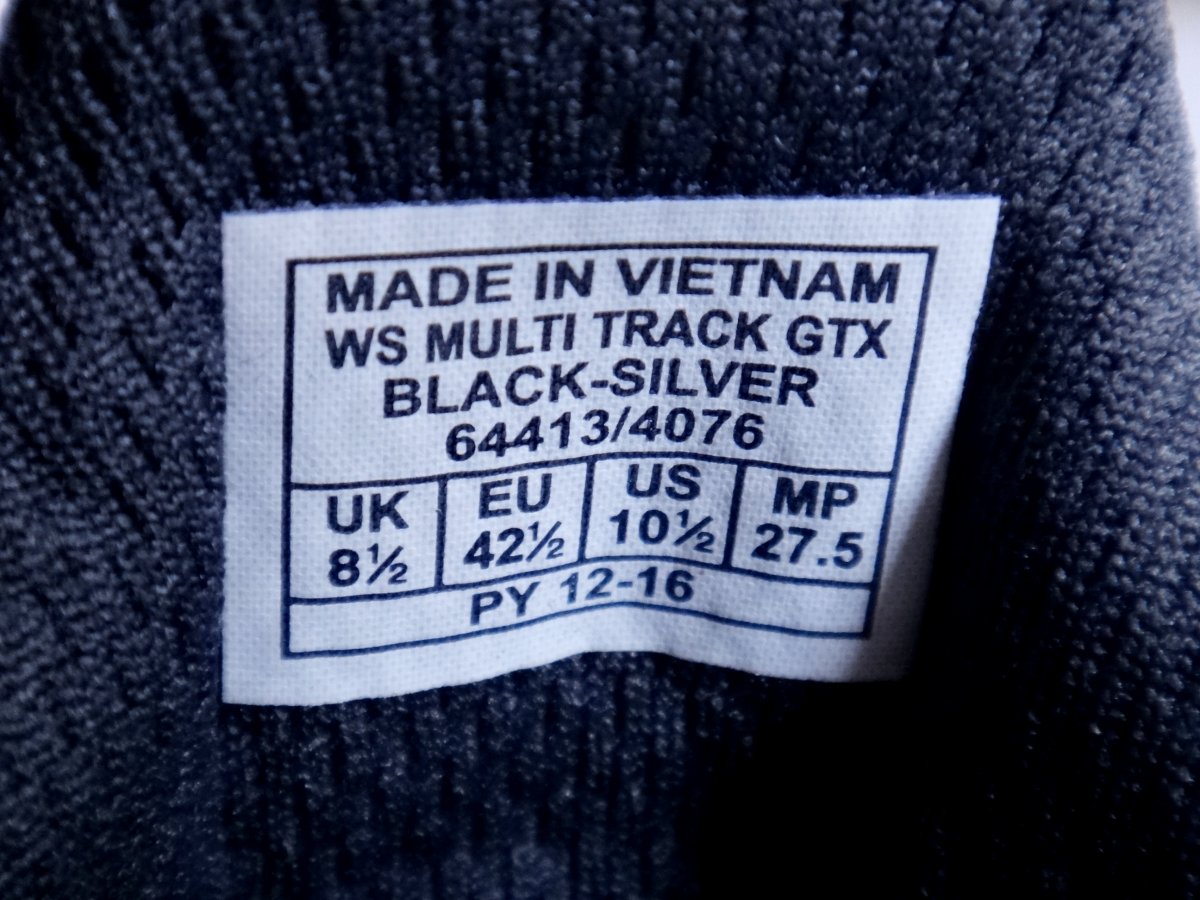 MADE IN VIETNAM
WS MULTI TRACK GTX
BLACK-SILVER
64413/4076
UK EU US MP
8½ 42½ 10½ 27.5
PY 12-16